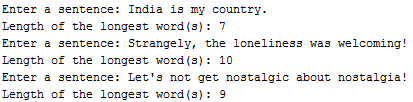 Enter a sentence: India is my country.
Length of the longest word(s): 7
Enter a sentence: Strangely, the loneliness was welcoming!
Length of the longest word(s): 10
Enter a sentence: Let's not get nostalgic about nostalgia!
Length of the longest word(s): 9